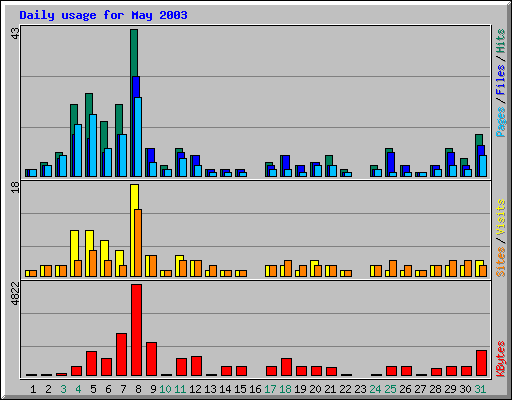 Daily usage for May 2003
43
Pages / Files / Hits
18
Sites / Visits
4822
KBytes
1 2 3 4 5 6 7 8 9 10 11 12 13 14 15 16 17 18 19 20 21 22 23 24 25 26 27 28 29 30 31